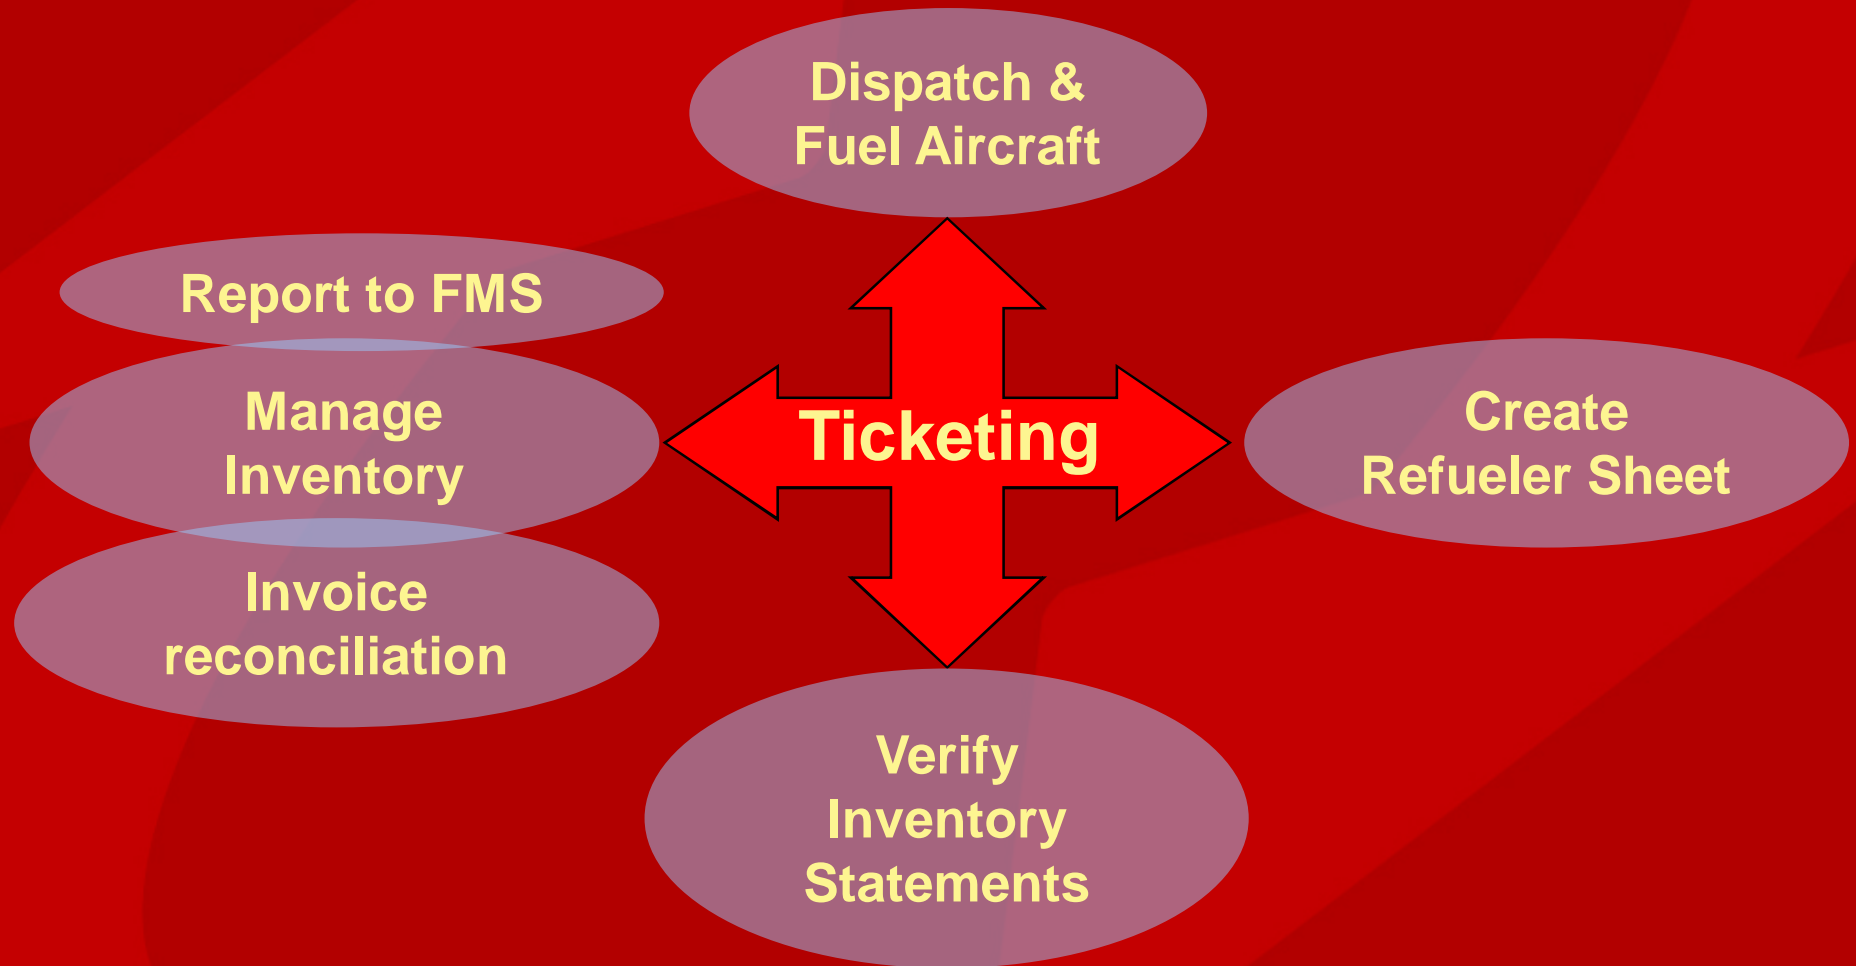 Dispatch &
Fuel Aircraft
Report to FMS
Manage
Inventory
Invoice
reconciliation
Ticketing
Create
Refueler Sheet
Verify
Inventory
Statements